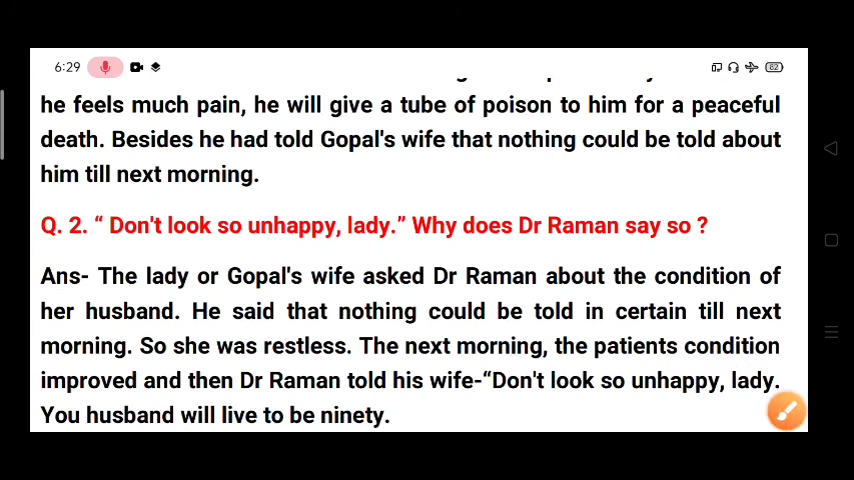 6:29
82
he feels much pain, he will give a tube of poison to him for a peaceful
death. Besides he had told Gopal's wife that nothing could be told about
him till next morning.
Q. 2. “ Don't look so unhappy, lady.” Why does Dr Raman say so ?
Ans- The lady or Gopal's wife asked Dr Raman about the condition of
her husband. He said that nothing could be told in certain till next
morning. So she was restless. The next morning, the patients condition
improved and then Dr Raman told his wife-“Don't look so unhappy, lady.
You husband will live to be ninety.